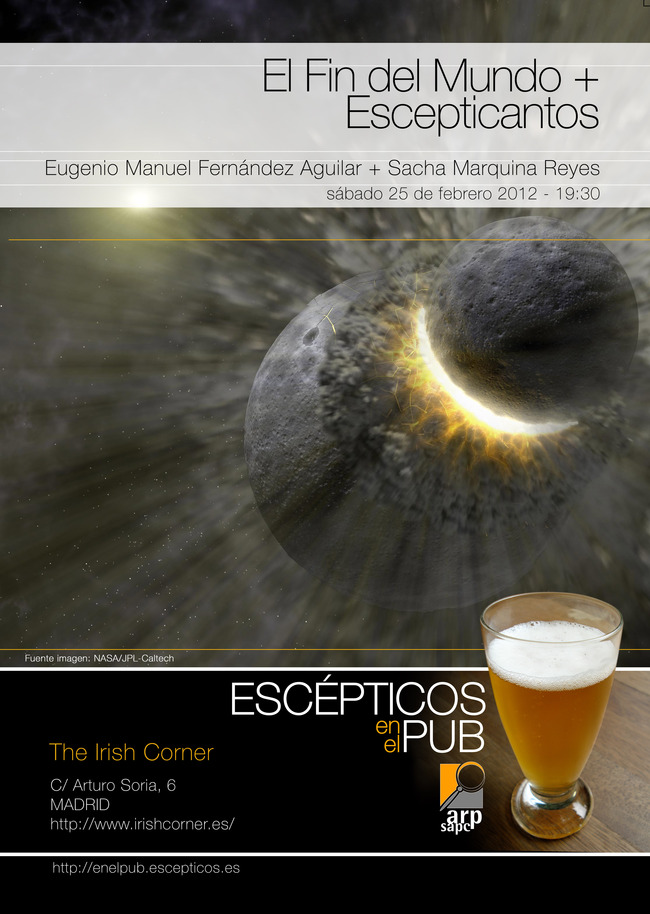 El Fin del Mundo +
Escepticantos
Eugenio Manuel Fernández Aguilar + Sacha Marquina Reyes
sábado 25 de febrero 2012 - 19:30
Fuente imagen: NASA/JPL-Caltech
ESCÉPTICOS
en el PUB
The Irish Corner
C/ Arturo Soria, 6
MADRID
http://www.irishcorner.es/
arp
sapc
http://enelpub.escepticos.es